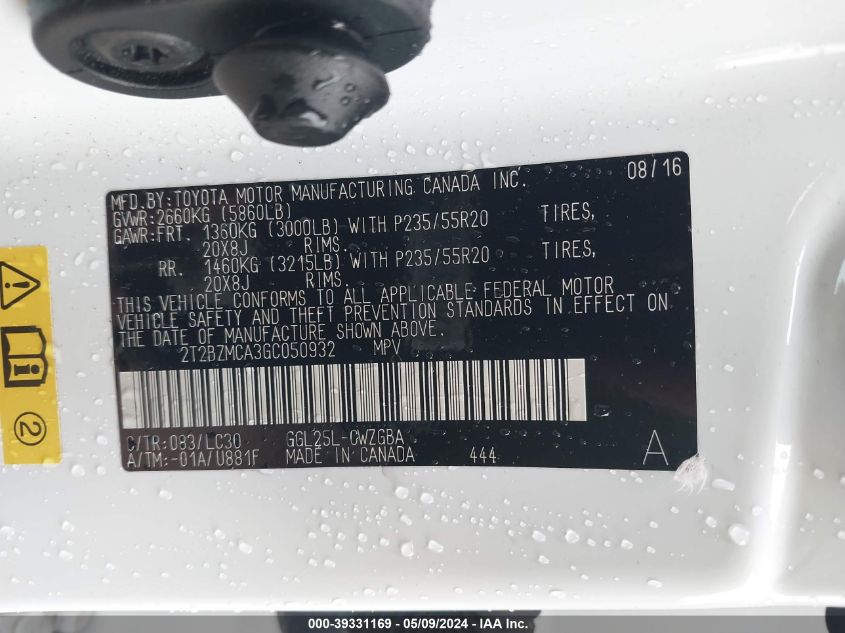 MFD.BY:TOYOTA MOTOR MANUFACTURING CANADA INC. 08/16
GVWR:2660KG (5860LB)
GAWR:FRT. 1360KG (3000LB) WITH P235/55R20 TIRES,
20X8J RIMS.
RR. 1460KG (3215LB) WITH P235/55R20 TIRES,
20X8J RIMS.
THIS VEHICLE CONFORMS TO ALL APPLICABLE FEDERAL MOTOR
VEHICLE SAFETY AND THEFT PREVENTION STANDARDS IN EFFECT ON
THE DATE OF MANUFACTURE SHOWN ABOVE.
2T2BZMCA3GC050932 MPV
C/TR:083/LC30 GGL25L-CWZGBA
A/TM:-01A/U881F MADE IN CANADA 444 A
2
000-39331169 - 05/09/2024 - IAA Inc.